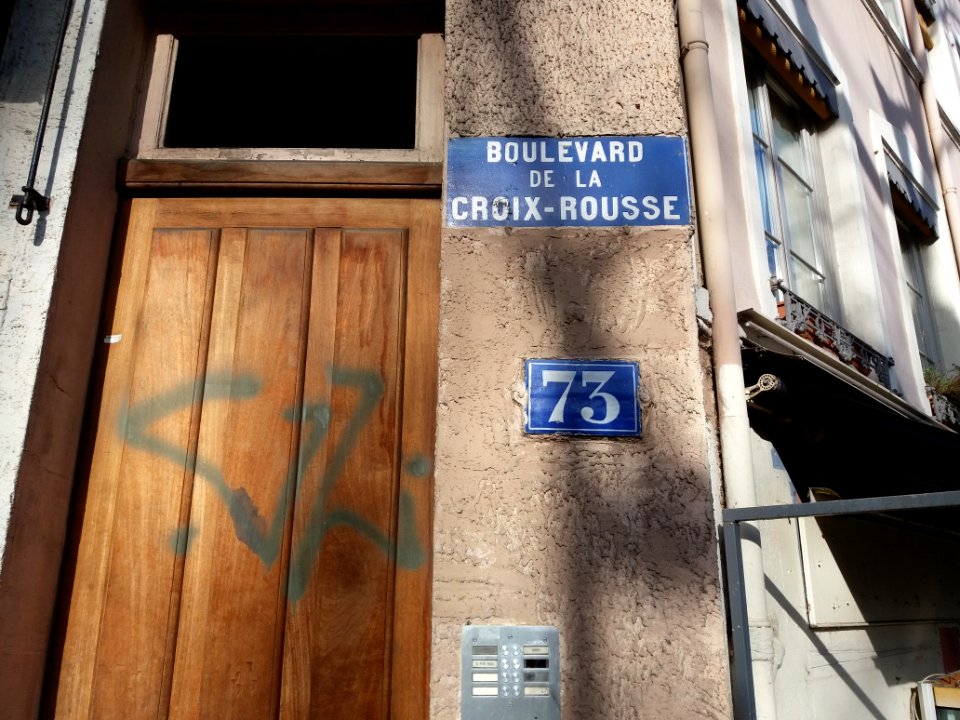 BOULEVARD
DE LA
CROIX-ROUSSE
73